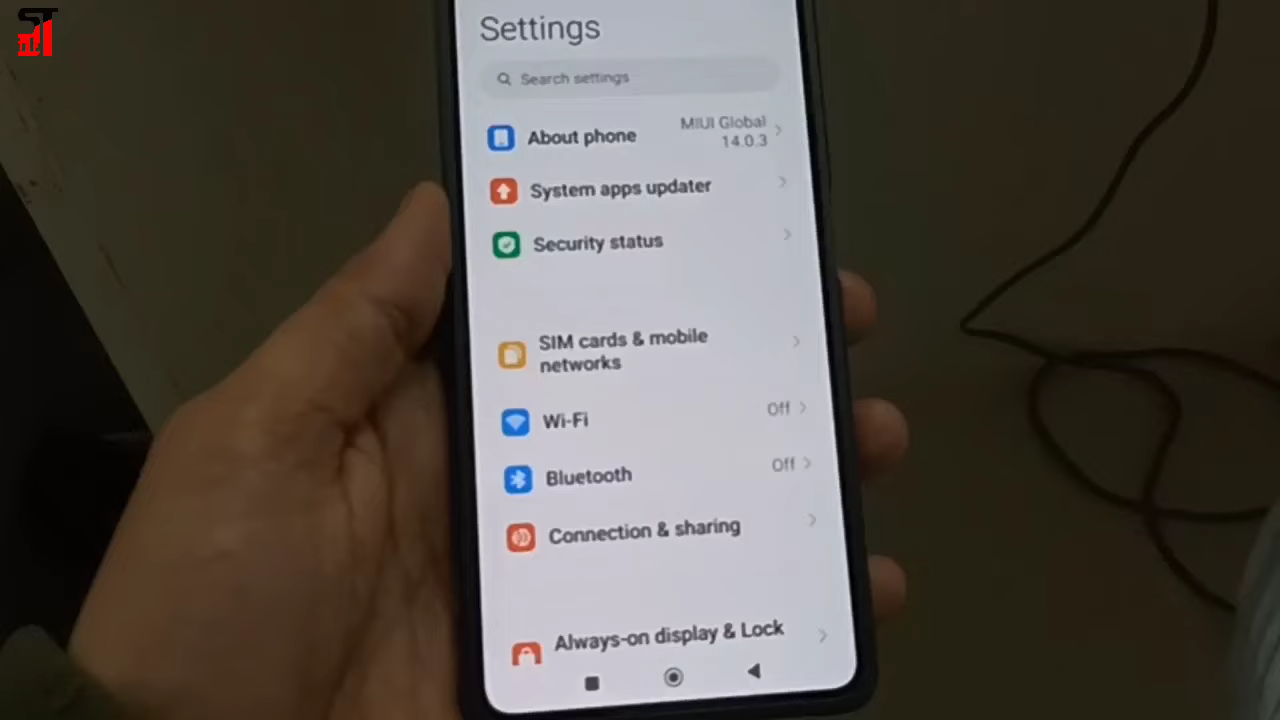 ST
Settings
Search settings
About phone
MIUI Global
14.0.3
System apps updater
Security status
SIM cards & mobile
networks
Wi-Fi
Off
Bluetooth
Off
Connection & sharing
Always-on display & Lock